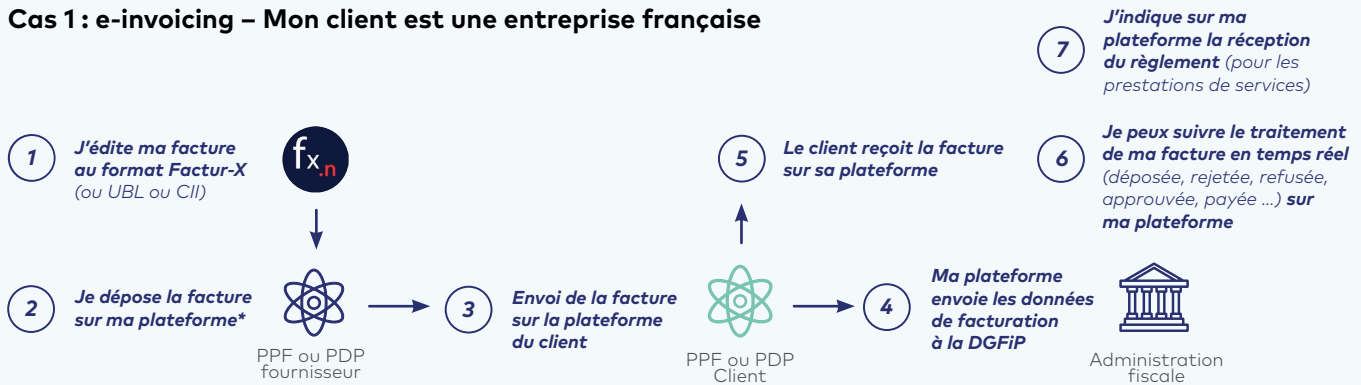 Cas 1 : e-invoicing – Mon client est une entreprise française
1
J'édite ma facture
au format Factur-X
(ou UBL ou CII)
fx.n
2
Je dépose la facture
sur ma plateforme*
PPF ou PDP
fournisseur
3
Envoi de la facture
sur la plateforme
du client
PPF ou PDP
Client
4
Ma plateforme
envoie les données
de facturation
à la DGFiP
Administration
fiscale
5
Le client reçoit la facture
sur sa plateforme
6
Je peux suivre le traitement
de ma facture en temps réel
(déposée, rejetée, refusée,
approuvée, payée ...) sur
ma plateforme
7
J'indique sur ma
plateforme la réception
du règlement (pour les
prestations de services)